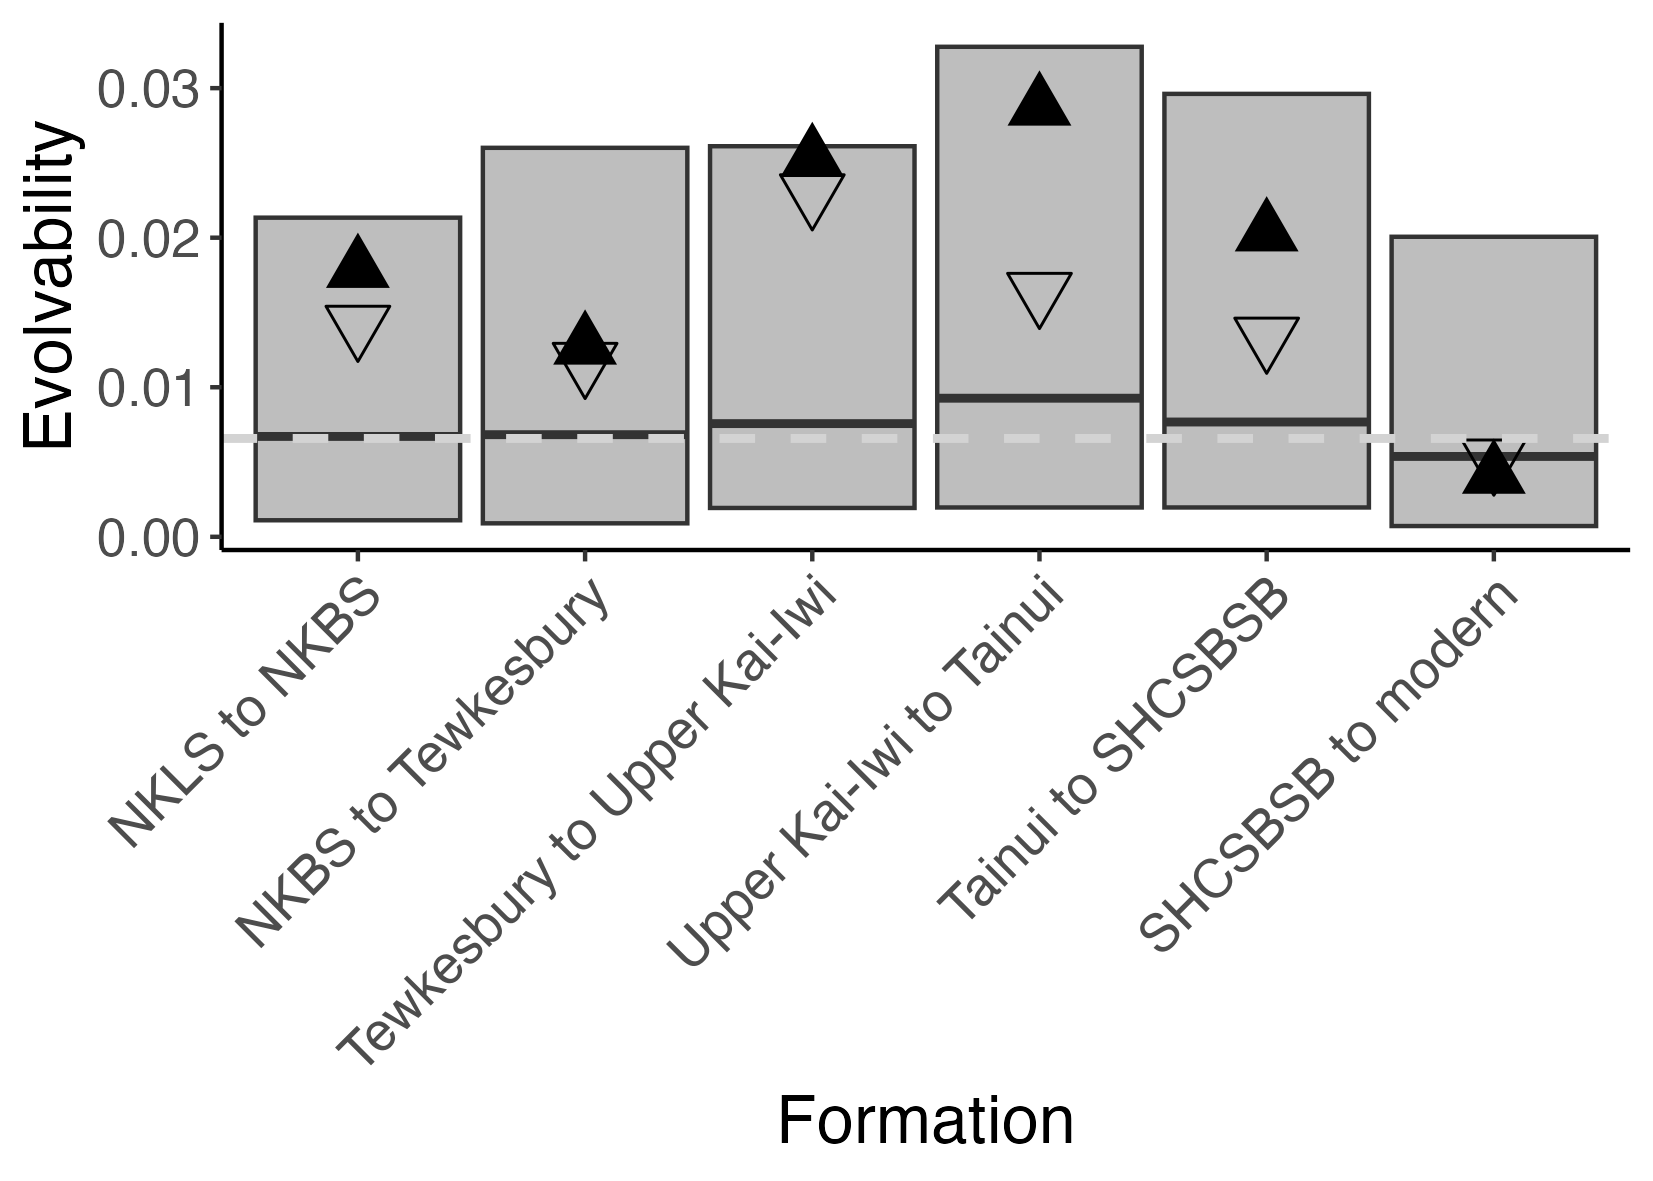 Evolvability
0.03
0.02
0.01
0.00
NKLS to NKBS
NKBS to Tewkesbury
Tewkesbury to Upper Kai-Iwi
Upper Kai-Iwi to Tainui
Tainui to SHCSBSB
SHCSBSB to modern
Formation